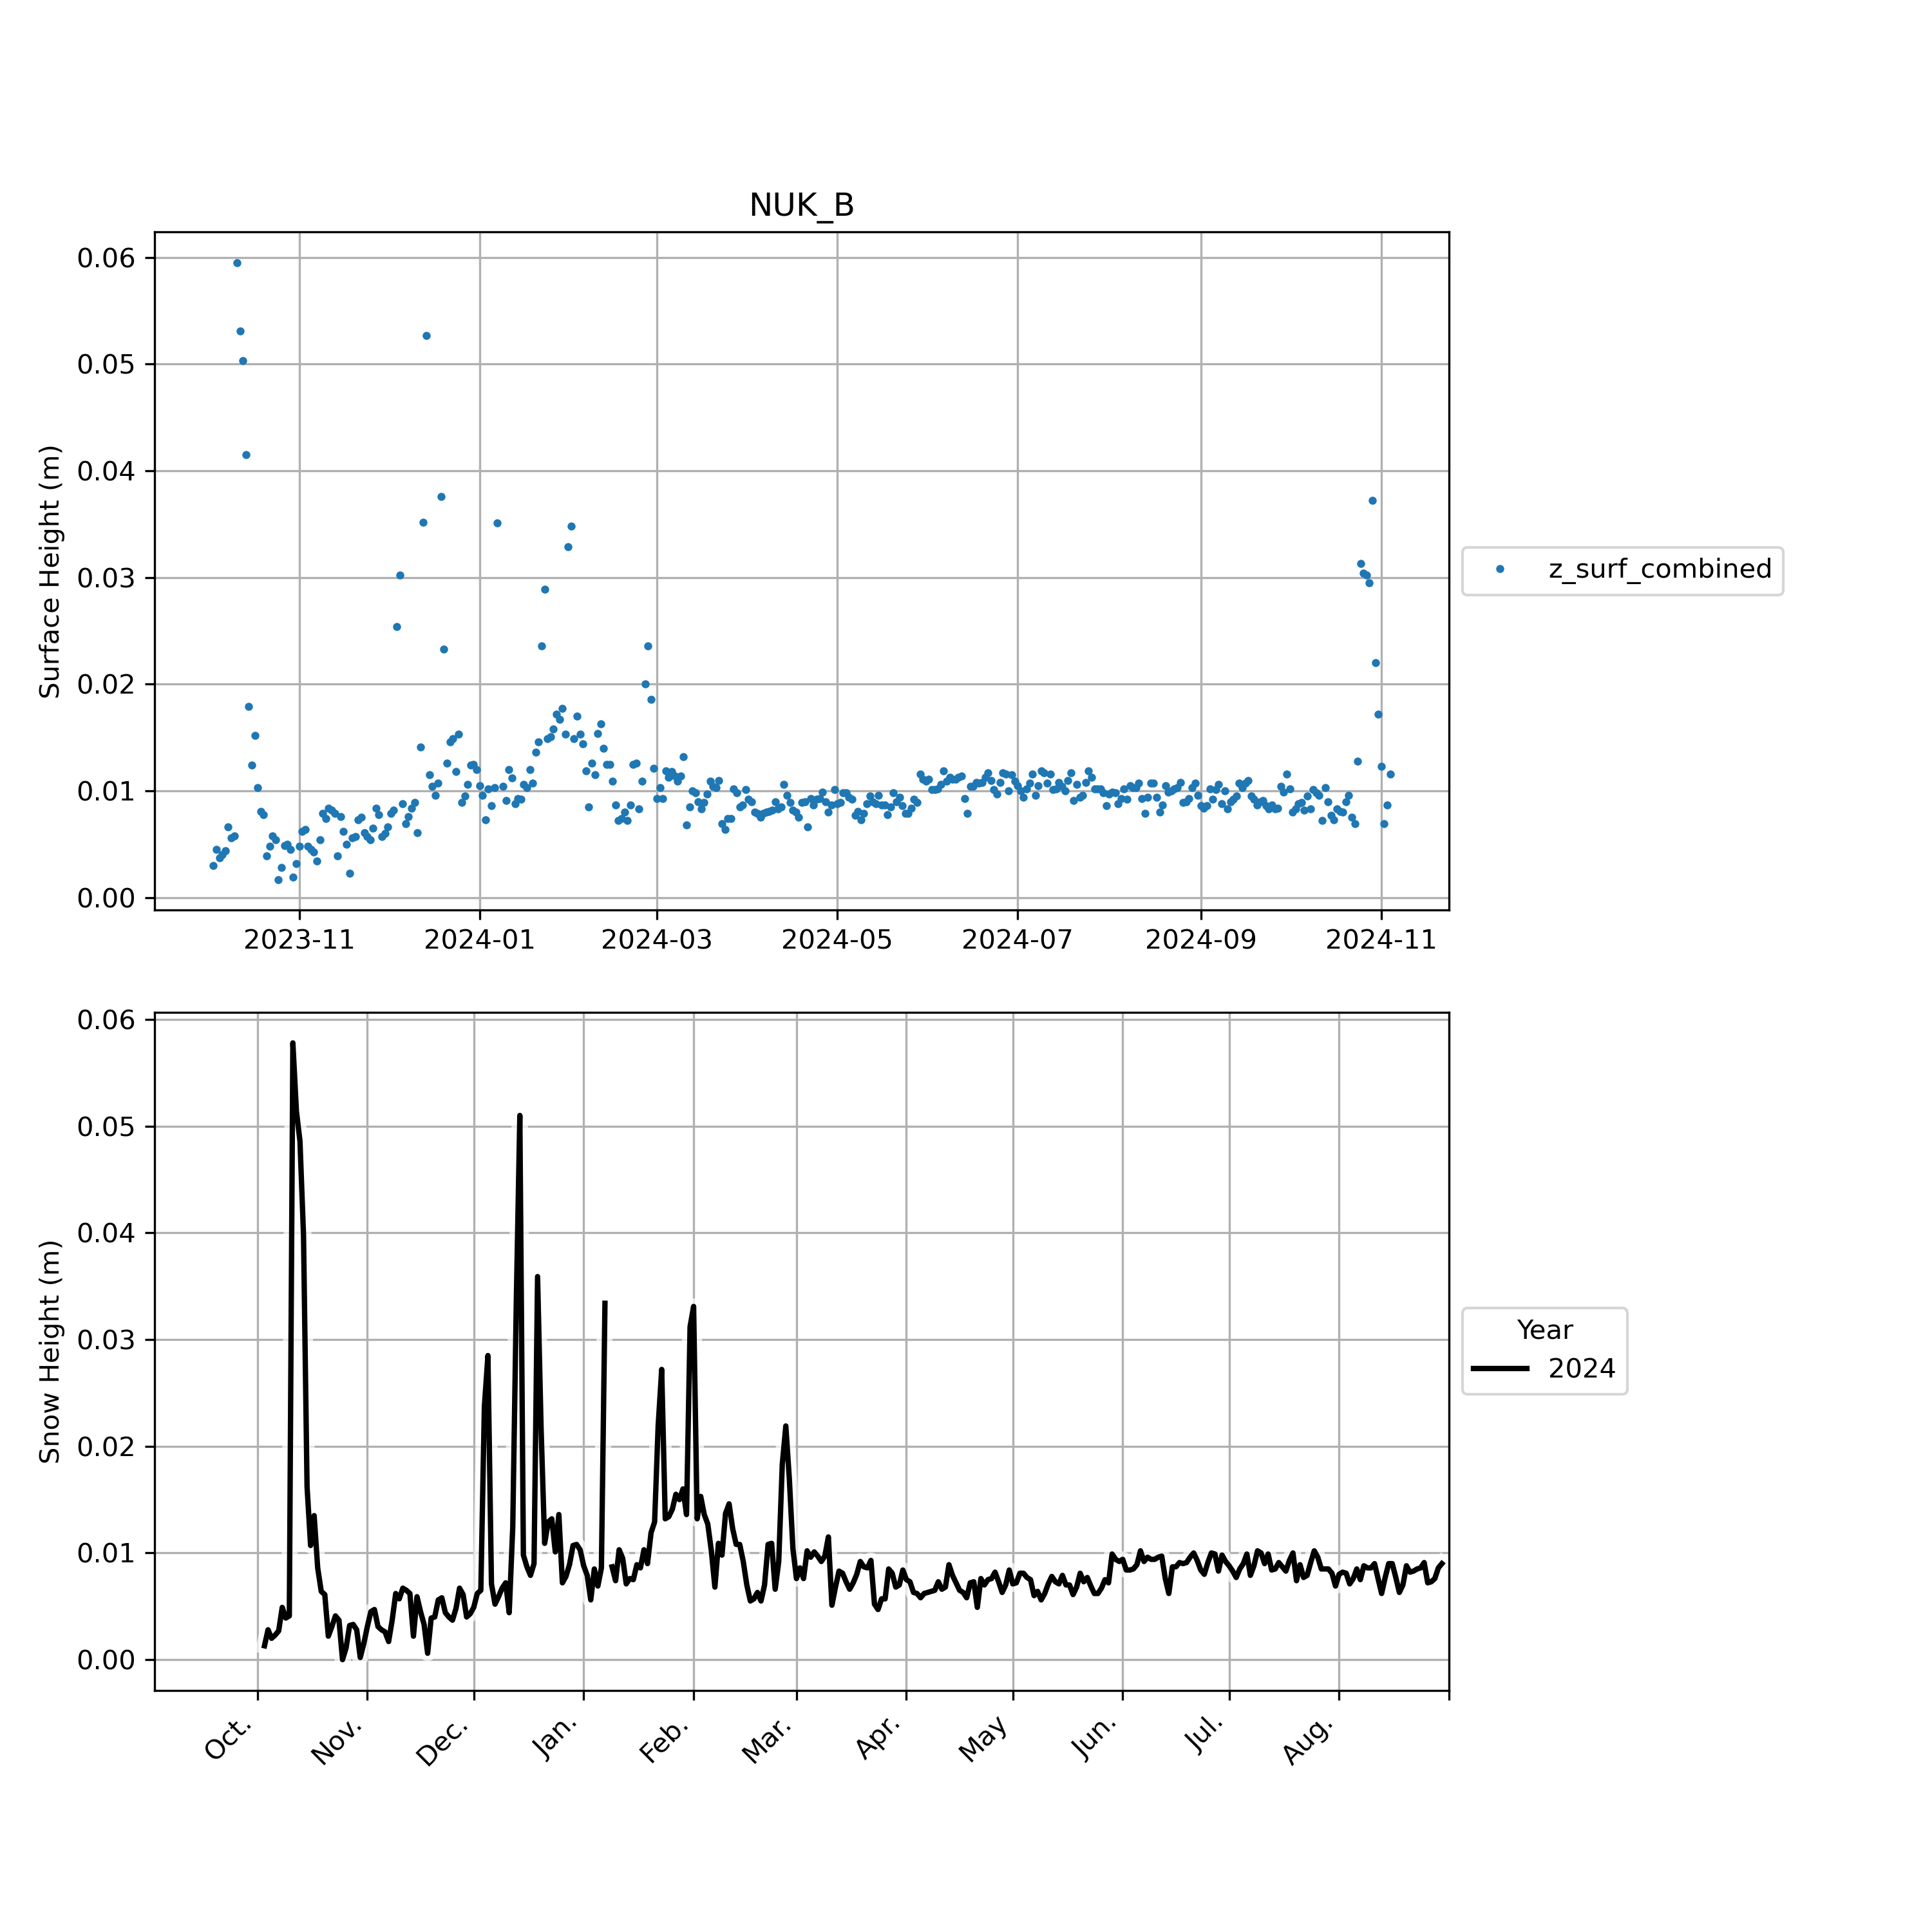 NUK_B
0.06
0.05
0.04
0.03
0.02
0.01
0.00
Surface Height (m)
2023-11 2024-01 2024-03 2024-05 2024-07 2024-09 2024-11
z_surf_combined
0.06
0.05
0.04
0.03
0.02
0.01
0.00
Snow Height (m)
Oct. Nov. Dec. Jan. Feb. Mar. Apr. May Jun. Jul. Aug.
Year
2024